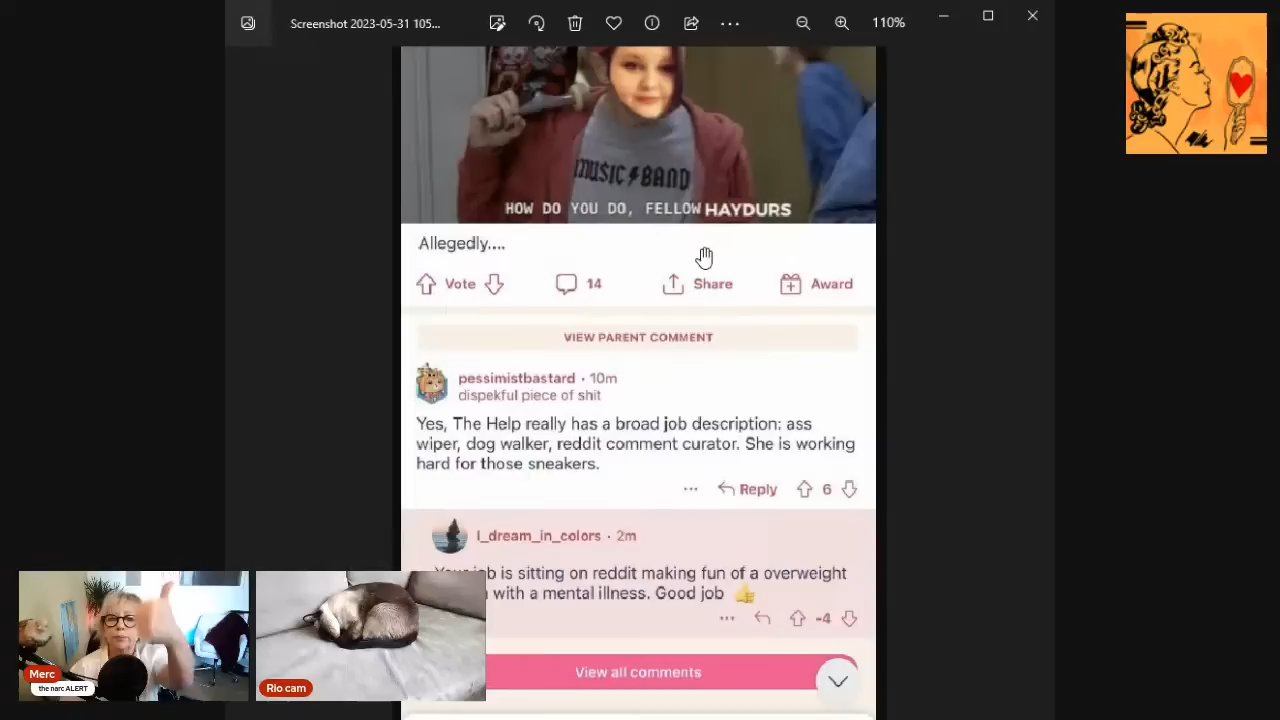 Screenshot 2023-05-31 105...
110%
MUSIC BAND
HOW DO YOU DO, FELLOW HAYDURS
Allegedly....
Vote
14
Share
Award
VIEW PARENT COMMENT
pessimistbastard · 10m
dispekful piece of shit
Yes, The Help really has a broad job description: ass
wiper, dog walker, reddit comment curator. She is working
hard for those sneakers.
... Reply 6
I_dream_in_colors · 2m
job is sitting on reddit making fun of a overweight
with a mental illness. Good job 👍
... -4
View all comments
Merc
the narc ALERT
Rio cam